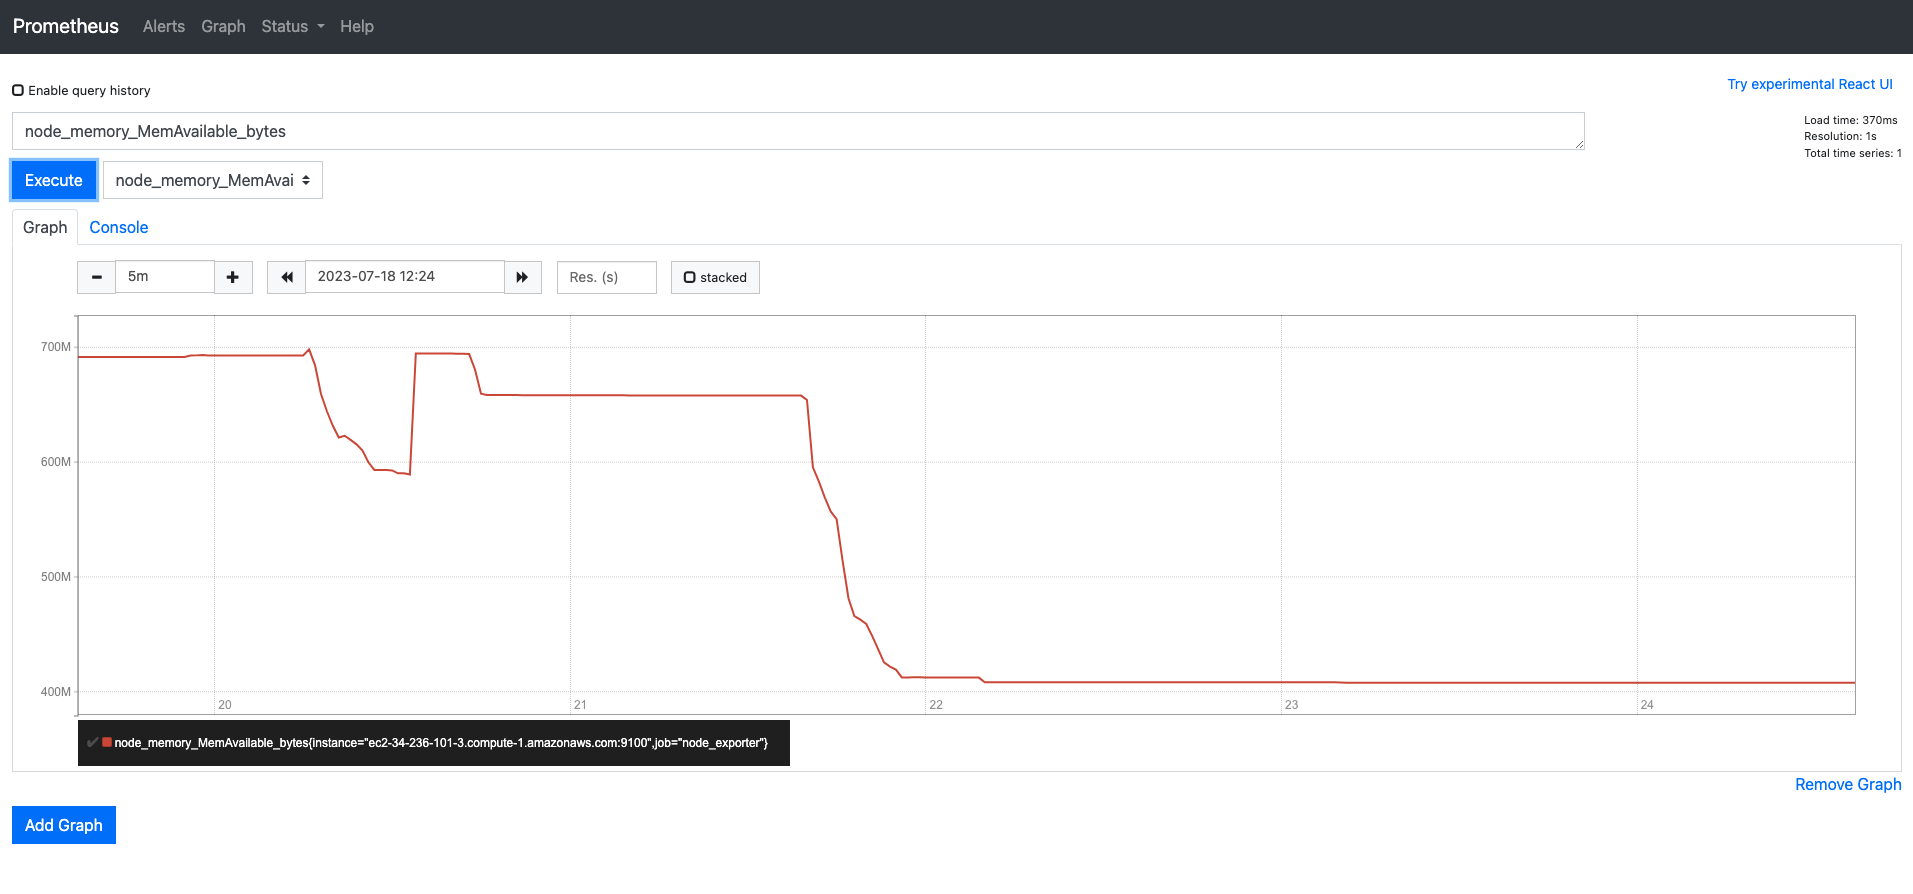 Prometheus Alerts Graph Status Help
Enable query history
Try experimental React UI
node_memory_MemAvailable_bytes
Load time: 370ms
Resolution: 1s
Total time series: 1
Execute node_memory_MemAvai
Graph Console
5m 2023-07-18 12:24 Res. (s) stacked
700M
600M
500M
400M
20 21 22 23 24
node_memory_MemAvailable_bytes{instance="ec2-34-236-101-3.compute-1.amazonaws.com:9100",job="node_exporter"}
Remove Graph
Add Graph